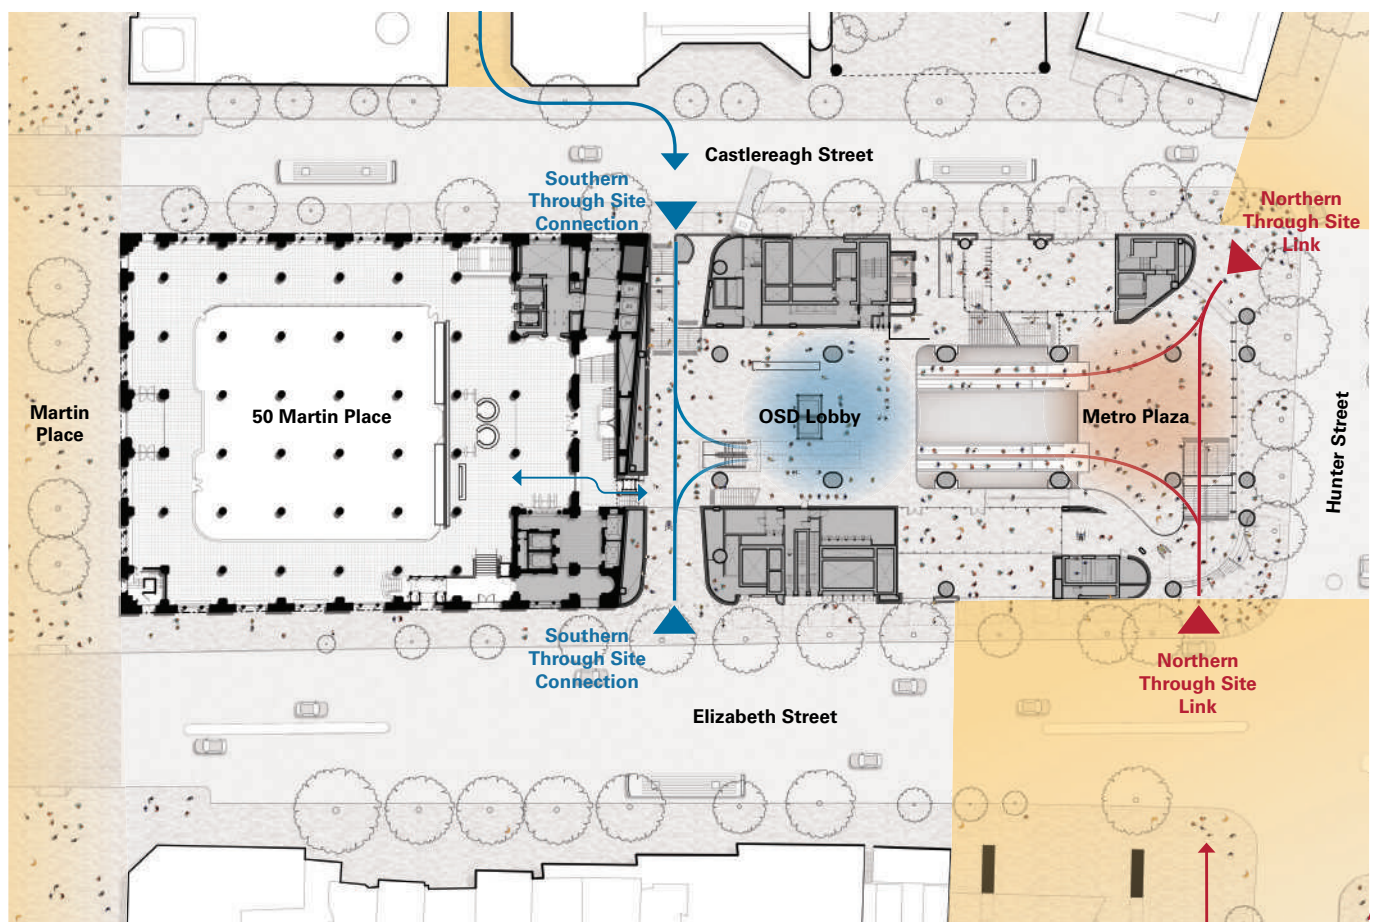 Castlereagh Street
Southern
Through Site
Connection
Northern
Through Site
Link
Martin
Place
50 Martin Place
OSD Lobby
Metro Plaza
Hunter Street
Southern
Through Site
Connection
Northern
Through Site
Link
Elizabeth Street